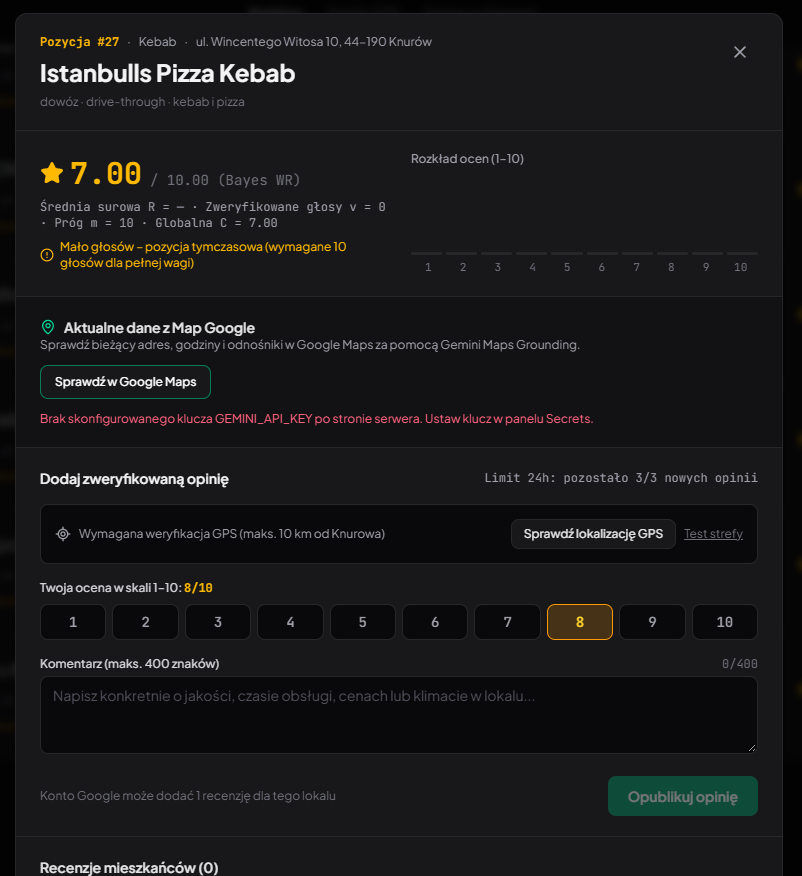 Pozycja #27 · Kebab · ul. Wincentego Witosa 10, 44-190 Knurów
Istanbulls Pizza Kebab
dowóz · drive-through · kebab i pizza
7.00 / 10.00 (Bayes WR)
Średnia surowa R = — · Zweryfikowane głosy v = 0
· Próg m = 10 · Globalna C = 7.00
Mało głosów – pozycja tymczasowa (wymagane 10
głosów dla pełnej wagi)
Rozkład ocen (1–10)
1 2 3 4 5 6 7 8 9 10
Aktualne dane z Map Google
Sprawdź bieżący adres, godziny i odnośniki w Google Maps za pomocą Gemini Maps Grounding.
Sprawdź w Google Maps
Brak skonfigurowanego klucza GEMINI_API_KEY po stronie serwera. Ustaw klucz w panelu Secrets.
Dodaj zweryfikowaną opinię
Limit 24h: pozostało 3/3 nowych opinii
Wymagana weryfikacja GPS (maks. 10 km od Knurowa)
Sprawdź lokalizację GPS
Test strefy
Twoja ocena w skali 1–10: 8/10
1 2 3 4 5 6 7 8 9 10
Komentarz (maks. 400 znaków)
0/400
Napisz konkretnie o jakości, czasie obsługi, cenach lub klimacie w lokalu...
Konto Google może dodać 1 recenzję dla tego lokalu
Opublikuj opinię
Recenzje mieszkańców (0)